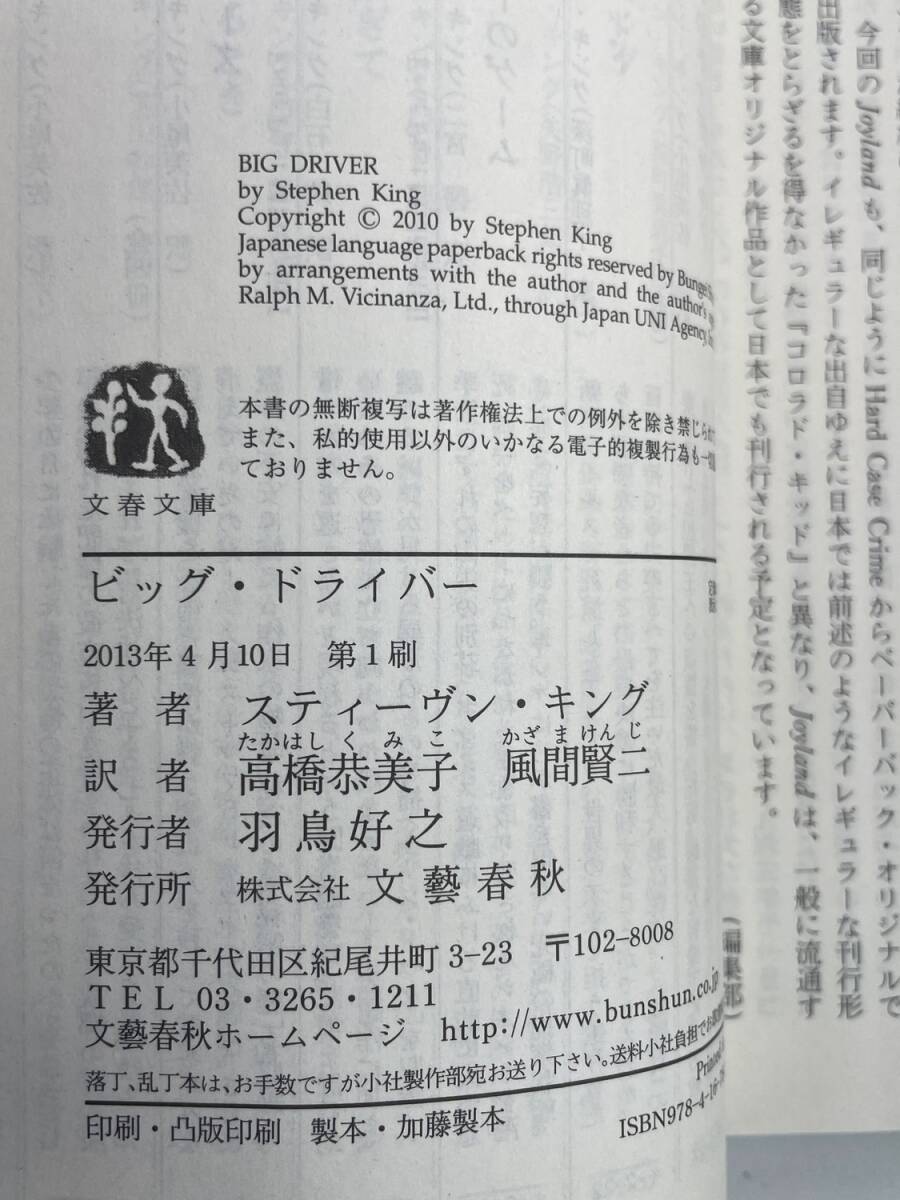 BIG DRIVER
by Stephen King
Copyright © 2010 by Stephen King
Japanese language paperback rights reserved by
by arrangements with the author and the author's
Ralph M. Vicinanza, Ltd., through Japan UNI Agency,
本書の無断複写は著作権法上での例外を除き禁じられ
また、私的使用以外のいかなる電子的複製行為も一切
ておりません。
文春文庫
ビッグ・ドライバー
2013年4月10日 第1刷
著 者 スティーヴン・キング
たかはし く み こ かざ ま けん じ
訳 者 高橋恭美子 風間賢二
発行者 羽鳥好之
発行所 株式会社 文藝春秋
東京都千代田区紀尾井町 3-23 〒102-8008
TEL 03・3265・1211
文藝春秋ホームページ http://www.bunshun.co.jp
落丁、乱丁本は、お手数ですが小社製作部宛お送り下さい。送料小社負担でお
印刷・凸版印刷 製本・加藤製本
Printed
ISBN978-4-16-
今回のJoylandも、同じようにHard Case Crimeからペーパーバック・オリジナルで
出版されます。イレギュラーな出自ゆえに日本では前述のようなイレギュラーな刊行形
態をとらざるを得なかった『コロラド・キッド』と異なり、Joylandは、一般に流通す
る文庫オリジナル作品として日本でも刊行される予定となっています。
(編集部)